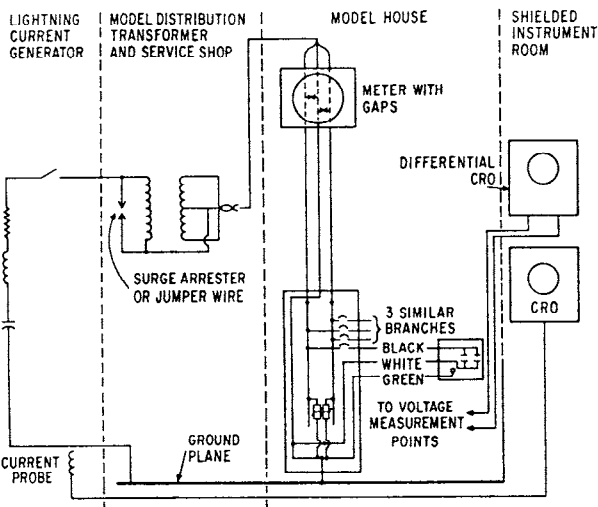 LIGHTNING
CURRENT
GENERATOR
MODEL DISTRIBUTION
TRANSFORMER
AND SERVICE SHOP
MODEL HOUSE
SHIELDED
INSTRUMENT
ROOM
METER WITH
GAPS
DIFFERENTIAL
CRO
SURGE ARRESTER
OR JUMPER WIRE
CRO
3 SIMILAR
BRANCHES
BLACK
WHITE
GREEN
TO VOLTAGE
MEASUREMENT
POINTS
GROUND
PLANE
CURRENT
PROBE